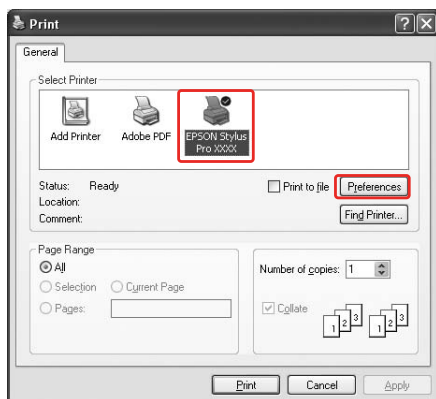 Print
General
Select Printer
Add Printer Adobe PDF EPSON Stylus
Pro XXXX
Status: Ready
Print to file Preferences
Location:
Comment:
Find Printer...
Page Range
All
Selection Current Page
Pages:
Number of copies: 1
Collate
1 2 3 1 2 3
Print Cancel Apply